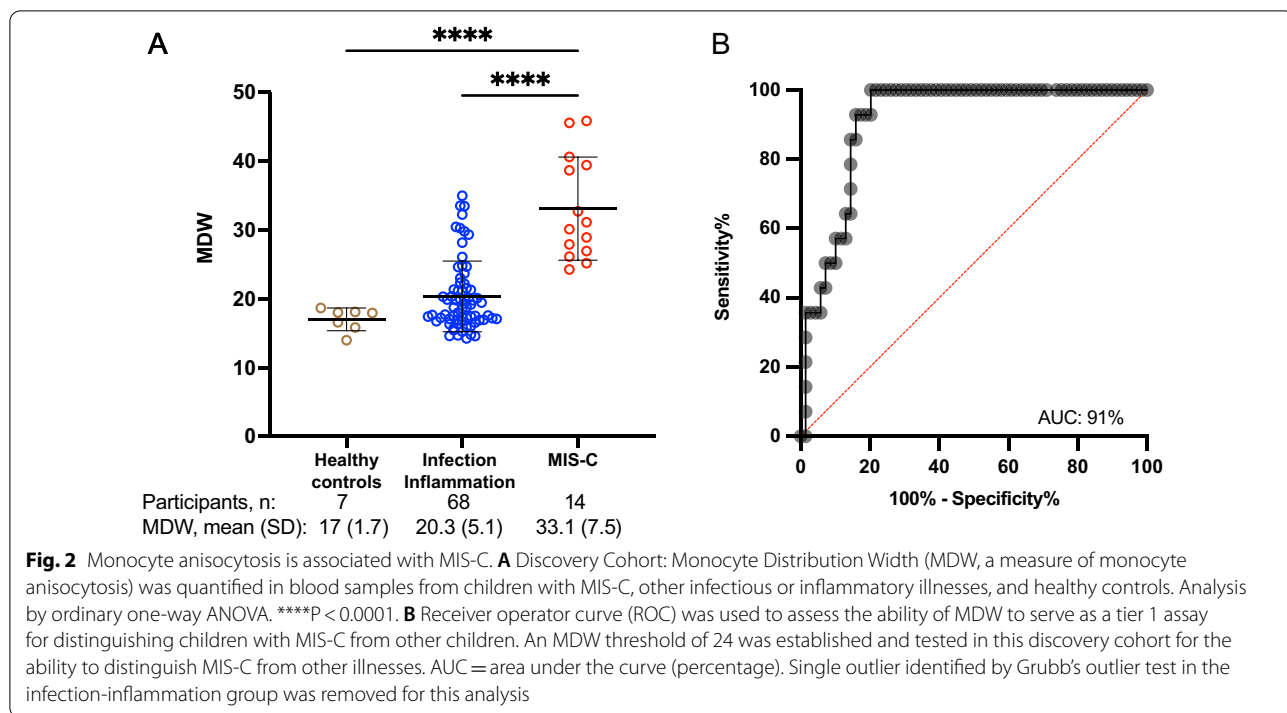 A
B
****
****
50
40
30
20
10
0
MDW
Healthy controls
Infection Inflammation
MIS-C
Participants, n: 7 68 14
MDW, mean (SD): 17 (1.7) 20.3 (5.1) 33.1 (7.5)
100
80
60
40
20
0
Sensitivity%
AUC: 91%
0 20 40 60 80 100
100% - Specificity%
Fig. 2 Monocyte anisocytosis is associated with MIS-C. A Discovery Cohort: Monocyte Distribution Width (MDW, a measure of monocyte
anisocytosis) was quantified in blood samples from children with MIS-C, other infectious or inflammatory illnesses, and healthy controls. Analysis
by ordinary one-way ANOVA. ****P < 0.0001. B Receiver operator curve (ROC) was used to assess the ability of MDW to serve as a tier 1 assay
for distinguishing children with MIS-C from other children. An MDW threshold of 24 was established and tested in this discovery cohort for the
ability to distinguish MIS-C from other illnesses. AUC = area under the curve (percentage). Single outlier identified by Grubb's outlier test in the
infection-inflammation group was removed for this analysis